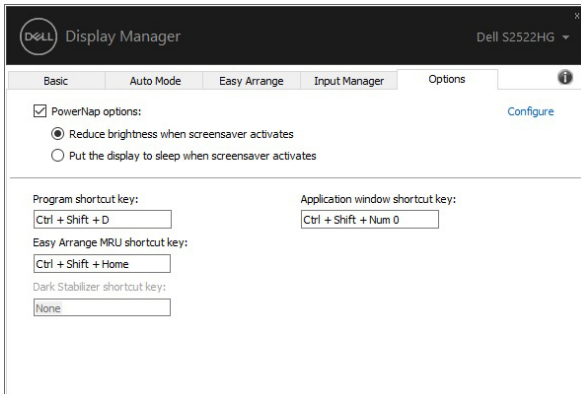 DELL Display Manager
Dell S2522HG
x
Basic Auto Mode Easy Arrange Input Manager Options
PowerNap options: Configure
Reduce brightness when screensaver activates
Put the display to sleep when screensaver activates
Program shortcut key: Application window shortcut key:
Ctrl + Shift + D Ctrl + Shift + Num 0
Easy Arrange MRU shortcut key:
Ctrl + Shift + Home
Dark Stabilizer shortcut key:
None